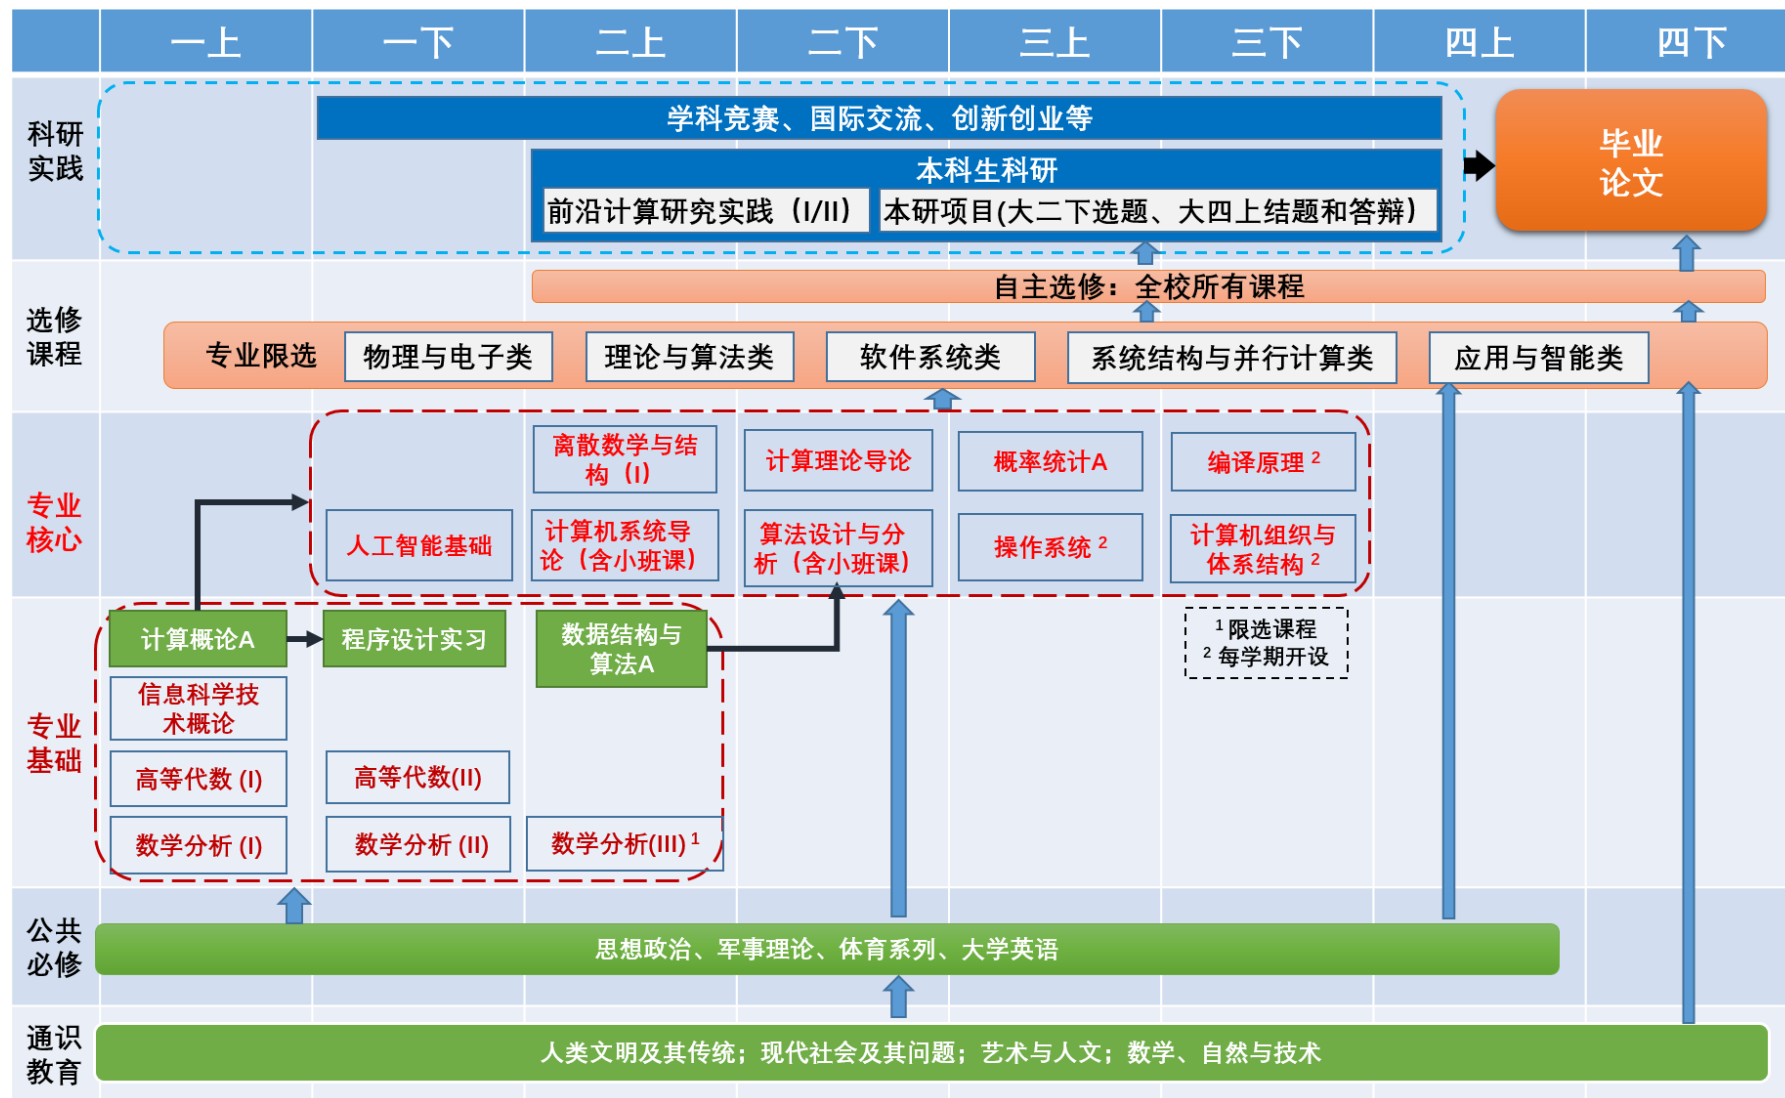 一上
一下
二上
二下
三上
三下
四上
四下
科研
实践
学科竞赛、国际交流、创新创业等
本科生科研
前沿计算研究实践（I/II）
本研项目(大二下选题、大四上结题和答辩）
毕业
论文
选修
课程
自主选修：全校所有课程
专业限选
物理与电子类
理论与算法类
软件系统类
系统结构与并行计算类
应用与智能类
专业
核心
离散数学与结
构（I）
计算理论导论
概率统计A
编译原理 2
人工智能基础
计算机系统导
论（含小班课）
算法设计与分
析（含小班课）
操作系统 2
计算机组织与
体系结构 2
专业
基础
计算概论A
程序设计实习
数据结构与
算法A
1 限选课程
2 每学期开设
信息科学技
术概论
高等代数 (I)
高等代数(II)
数学分析 (I)
数学分析 (II)
数学分析(III) 1
公共
必修
思想政治、军事理论、体育系列、大学英语
通识
教育
人类文明及其传统；现代社会及其问题；艺术与人文；数学、自然与技术